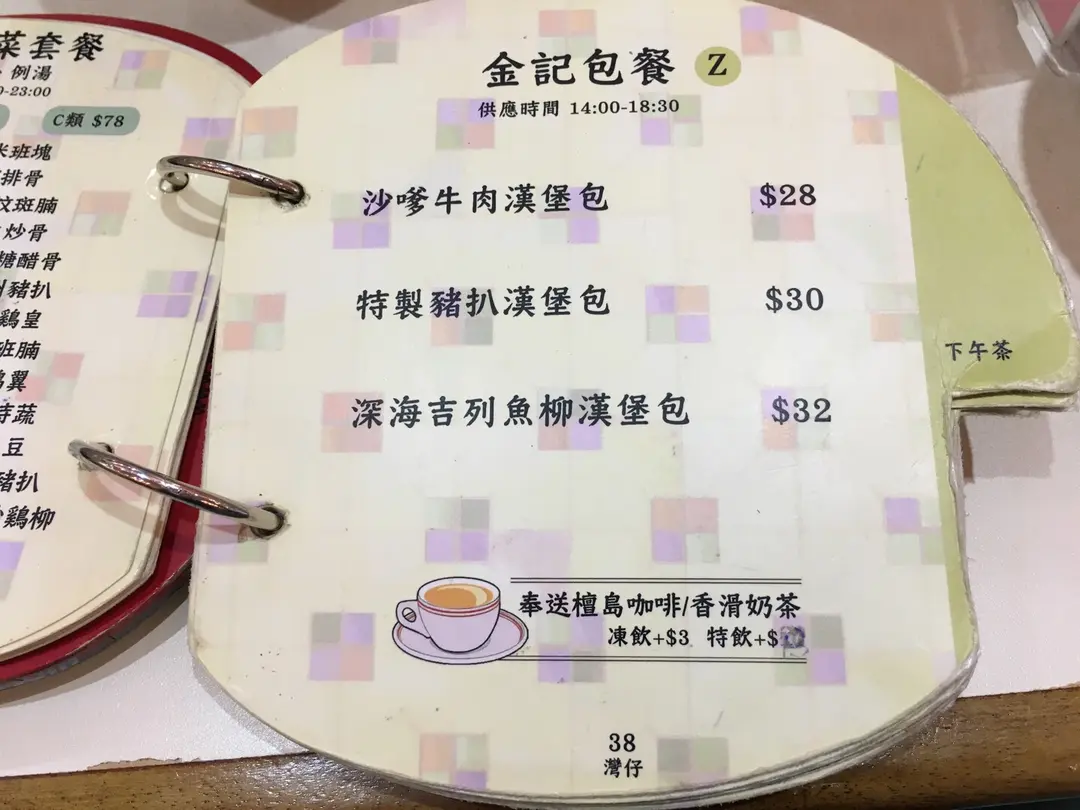 菜套餐
例湯
0-23:00
C類 $78
班塊
排骨
班腩
炒骨
糖醋骨
豬扒
鷄皇
班腩
翼
蔬
豆
豬扒
鷄柳
金記包餐 Z
供應時間 14:00-18:30
沙嗲牛肉漢堡包 $28
特製豬扒漢堡包 $30
深海吉列魚柳漢堡包 $32
下午茶
奉送檀島咖啡/香滑奶茶
凍飲+$3 特飲+$
38
灣仔